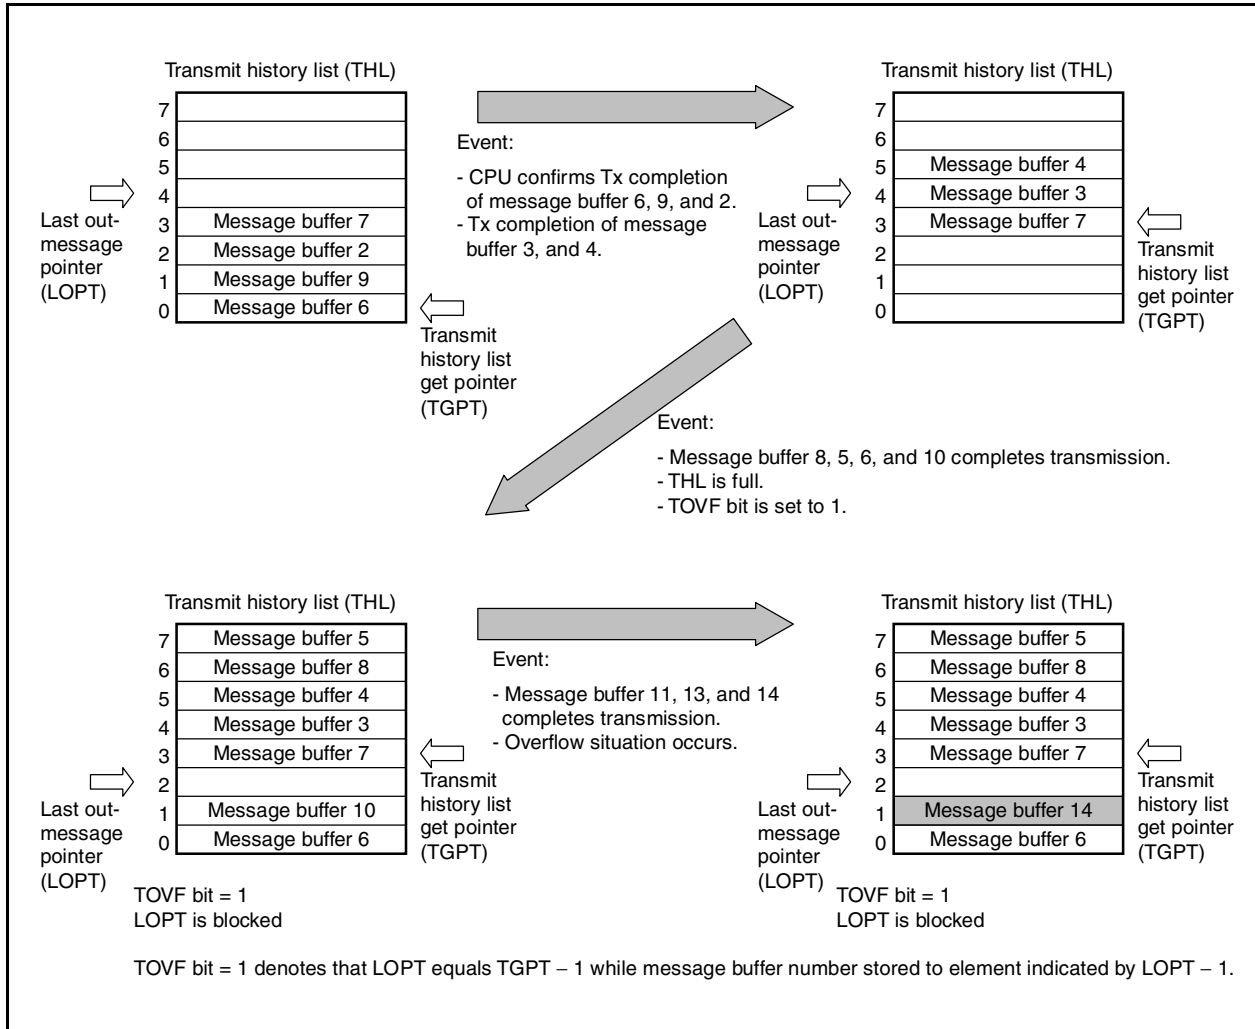 Transmit history list (THL)
7
6
5
4
3 Message buffer 7
2 Message buffer 2
1 Message buffer 9
0 Message buffer 6
Last out-
message
pointer
(LOPT)
Transmit
history list
get pointer
(TGPT)
Event:
- CPU confirms Tx completion
of message buffer 6, 9, and 2.
- Tx completion of message
buffer 3, and 4.
Transmit history list (THL)
7
6
5 Message buffer 4
4 Message buffer 3
3 Message buffer 7
2
1
0
Last out-
message
pointer
(LOPT)
Transmit
history list
get pointer
(TGPT)
Event:
- Message buffer 8, 5, 6, and 10 completes transmission.
- THL is full.
- TOVF bit is set to 1.
Transmit history list (THL)
7 Message buffer 5
6 Message buffer 8
5 Message buffer 4
4 Message buffer 3
3 Message buffer 7
2
1 Message buffer 10
0 Message buffer 6
Last out-
message
pointer
(LOPT)
Transmit
history list
get pointer
(TGPT)
TOVF bit = 1
LOPT is blocked
Event:
- Message buffer 11, 13, and 14
completes transmission.
- Overflow situation occurs.
Transmit history list (THL)
7 Message buffer 5
6 Message buffer 8
5 Message buffer 4
4 Message buffer 3
3 Message buffer 7
2
1 Message buffer 14
0 Message buffer 6
Last out-
message
pointer
(LOPT)
Transmit
history list
get pointer
(TGPT)
TOVF bit = 1
LOPT is blocked
TOVF bit = 1 denotes that LOPT equals TGPT − 1 while message buffer number stored to element indicated by LOPT − 1.